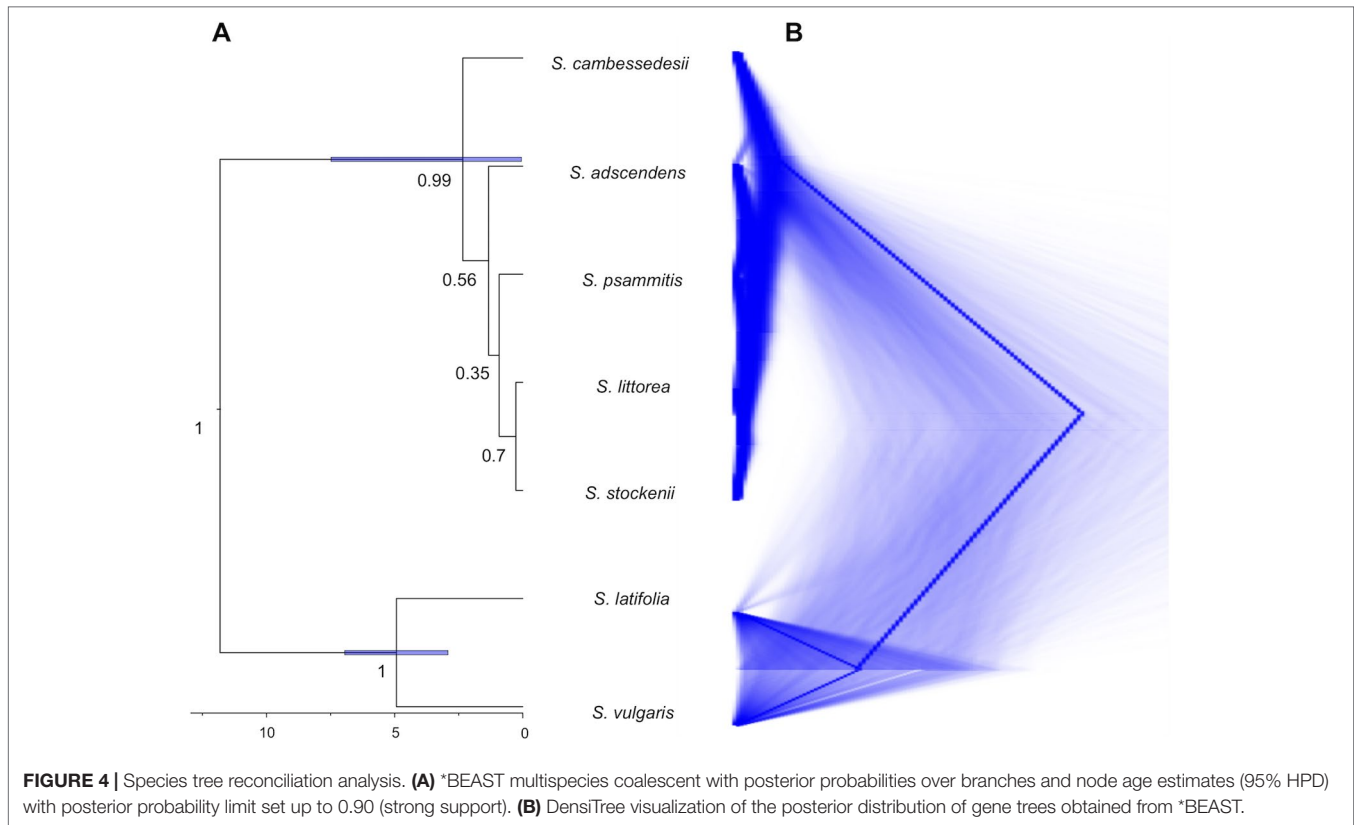 A
B
S. cambessedesii
S. adscendens
0.99
S. psammitis
0.56
0.35
S. littorea
1
0.7
S. stockenii
S. latifolia
1
S. vulgaris
10
5
0
FIGURE 4 | Species tree reconciliation analysis. (A) *BEAST multispecies coalescent with posterior probabilities over branches and node age estimates (95% HPD)
with posterior probability limit set up to 0.90 (strong support). (B) DensiTree visualization of the posterior distribution of gene trees obtained from *BEAST.